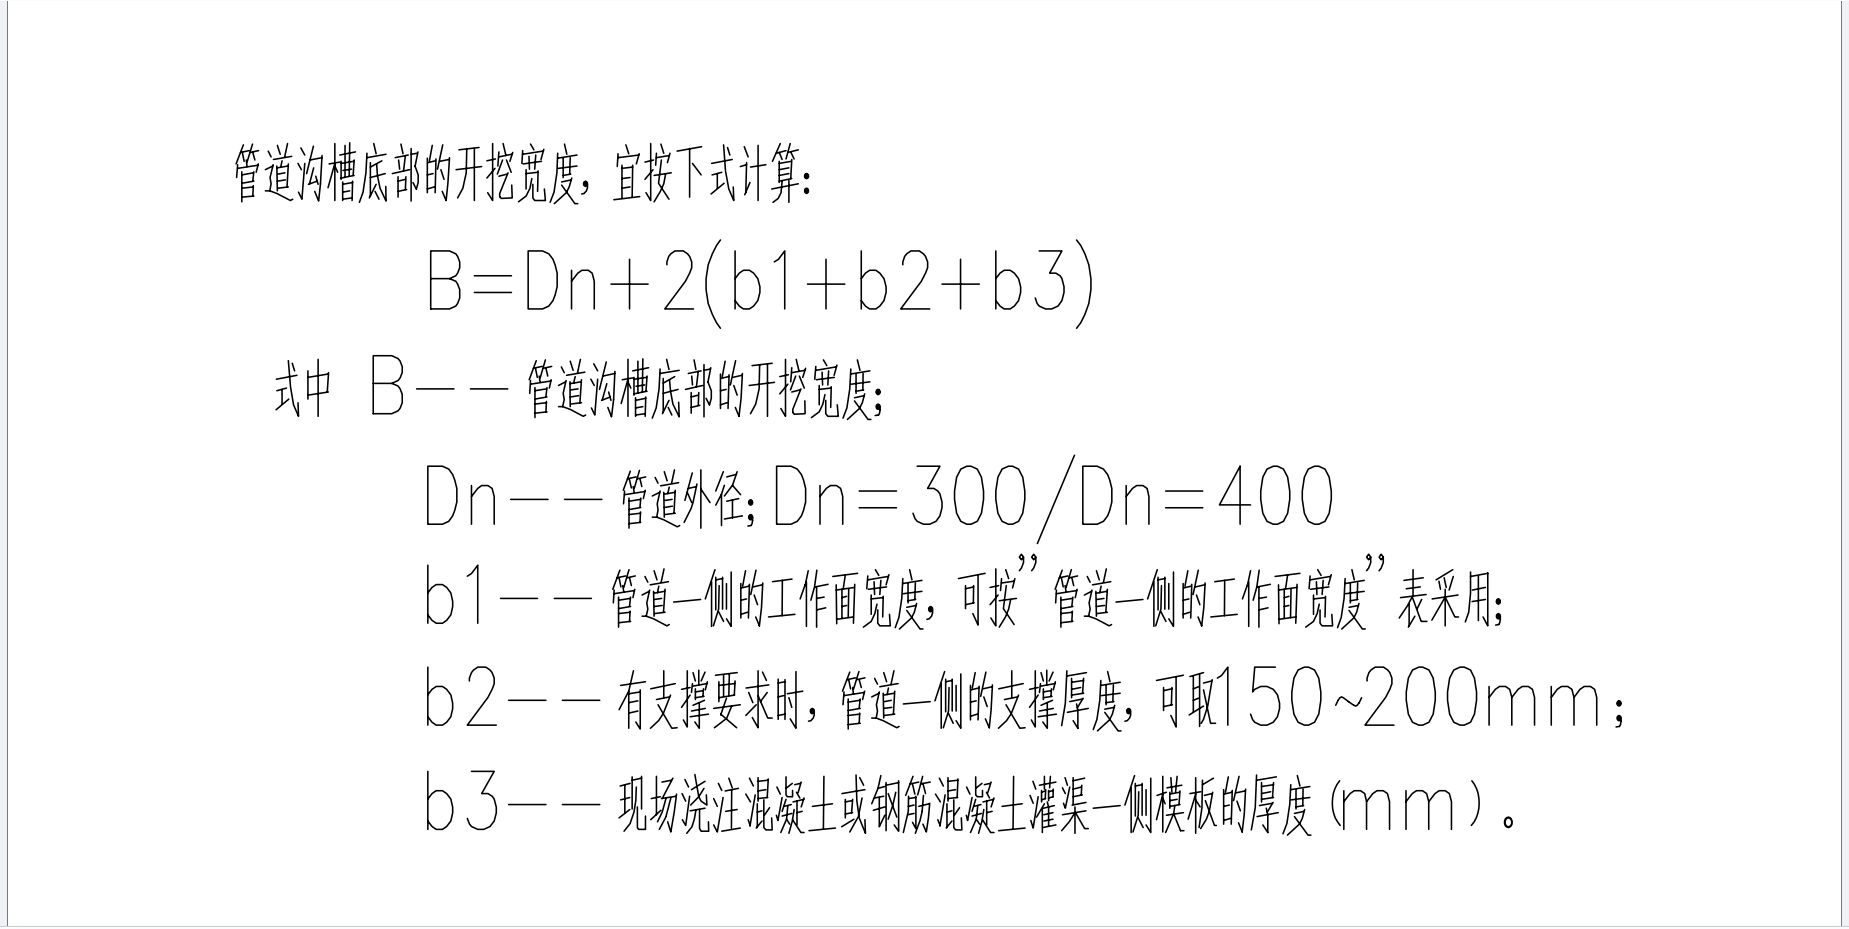 管道沟槽底部的开挖宽度，宜按下式计算:
B=Dn+2(b1+b2+b3)
式中 B－－管道沟槽底部的开挖宽度;
Dn－－管道外径;Dn=300/Dn=400
b1－－管道一侧的工作面宽度，可按”管道一侧的工作面宽度”表采用;
b2－－有支撑要求时，管道一侧的支撑厚度，可取150~200mm；
b3－－现场浇注混凝土或钢筋混凝土灌渠一侧模板的厚度（mm）。